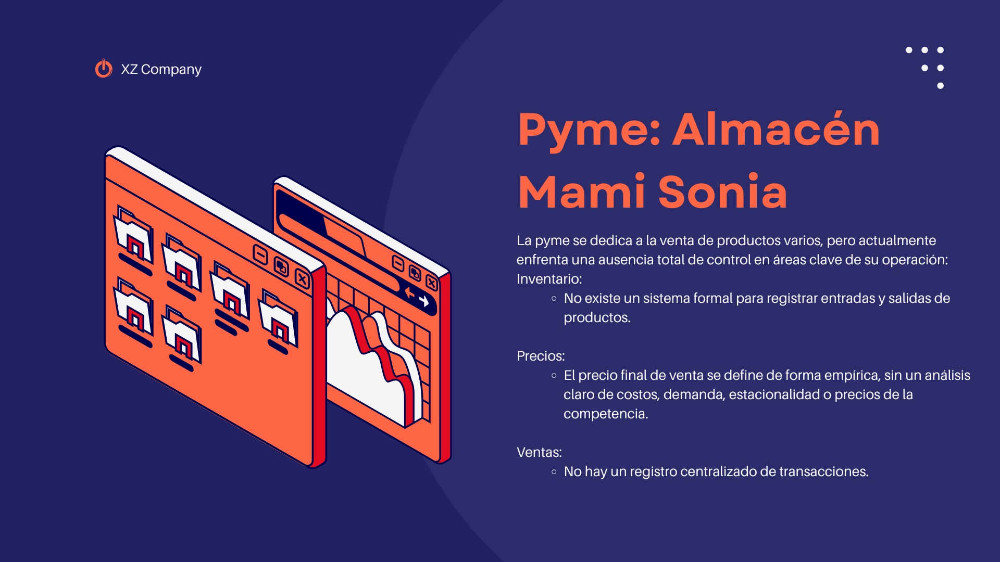 XZ Company
Pyme: Almacén
Mami Sonia
La pyme se dedica a la venta de productos varios, pero actualmente
enfrenta una ausencia total de control en áreas clave de su operación:
Inventario:
◦ No existe un sistema formal para registrar entradas y salidas de
productos.
Precios:
◦ El precio final de venta se define de forma empírica, sin un análisis
claro de costos, demanda, estacionalidad o precios de la
competencia.
Ventas:
◦ No hay un registro centralizado de transacciones.